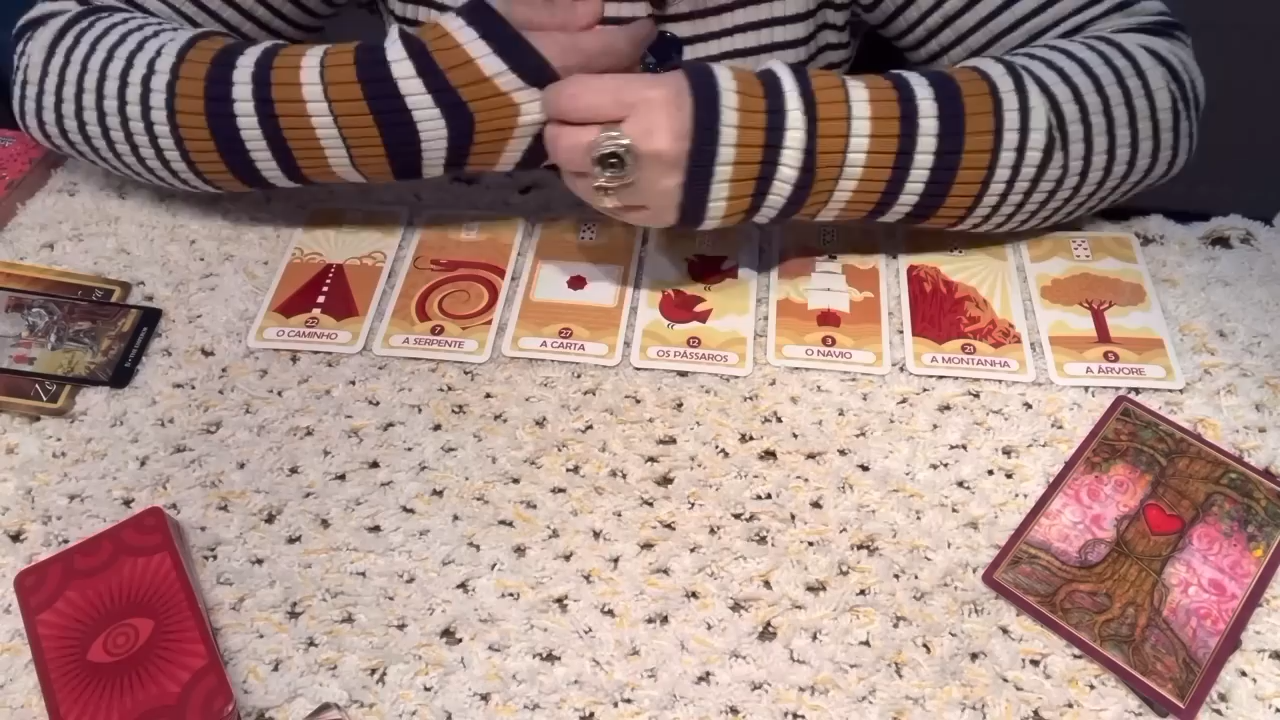 22
O CAMINHO
7
A SERPENTE
27
A CARTA
12
OS PÁSSAROS
3
O NAVIO
21
A MONTANHA
5
A ÁRVORE